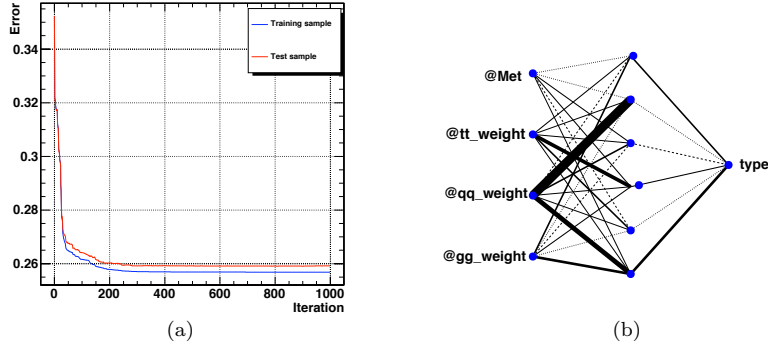 Error
0.34
0.32
0.3
0.28
0.26
Training sample
Test sample
0 200 400 600 800 1000
Iteration
(a)
@Met
@tt_weight
@qq_weight
@gg_weight
type
(b)